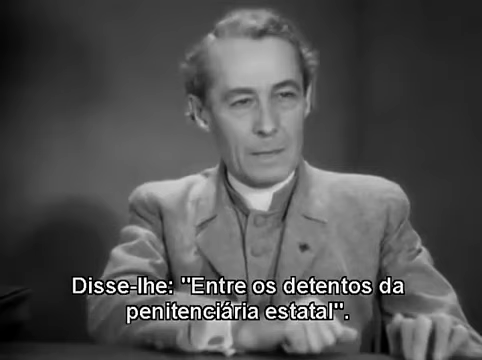 Disse-lhe: "Entre os detentos da
penitenciária estatal".